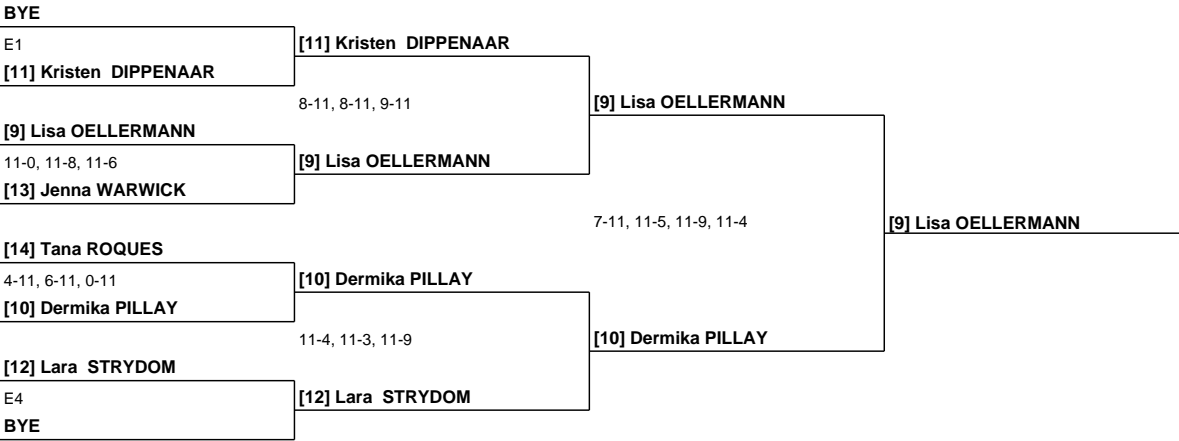 BYE
E1
[11] Kristen  DIPPENAAR
[11] Kristen  DIPPENAAR
8-11, 8-11, 9-11
[9] Lisa OELLERMANN
[9] Lisa OELLERMANN
11-0, 11-8, 11-6
[9] Lisa OELLERMANN
[13] Jenna WARWICK
7-11, 11-5, 11-9, 11-4
[9] Lisa OELLERMANN
[14] Tana ROQUES
4-11, 6-11, 0-11
[10] Dermika PILLAY
[10] Dermika PILLAY
11-4, 11-3, 11-9
[10] Dermika PILLAY
[12] Lara  STRYDOM
E4
[12] Lara  STRYDOM
BYE